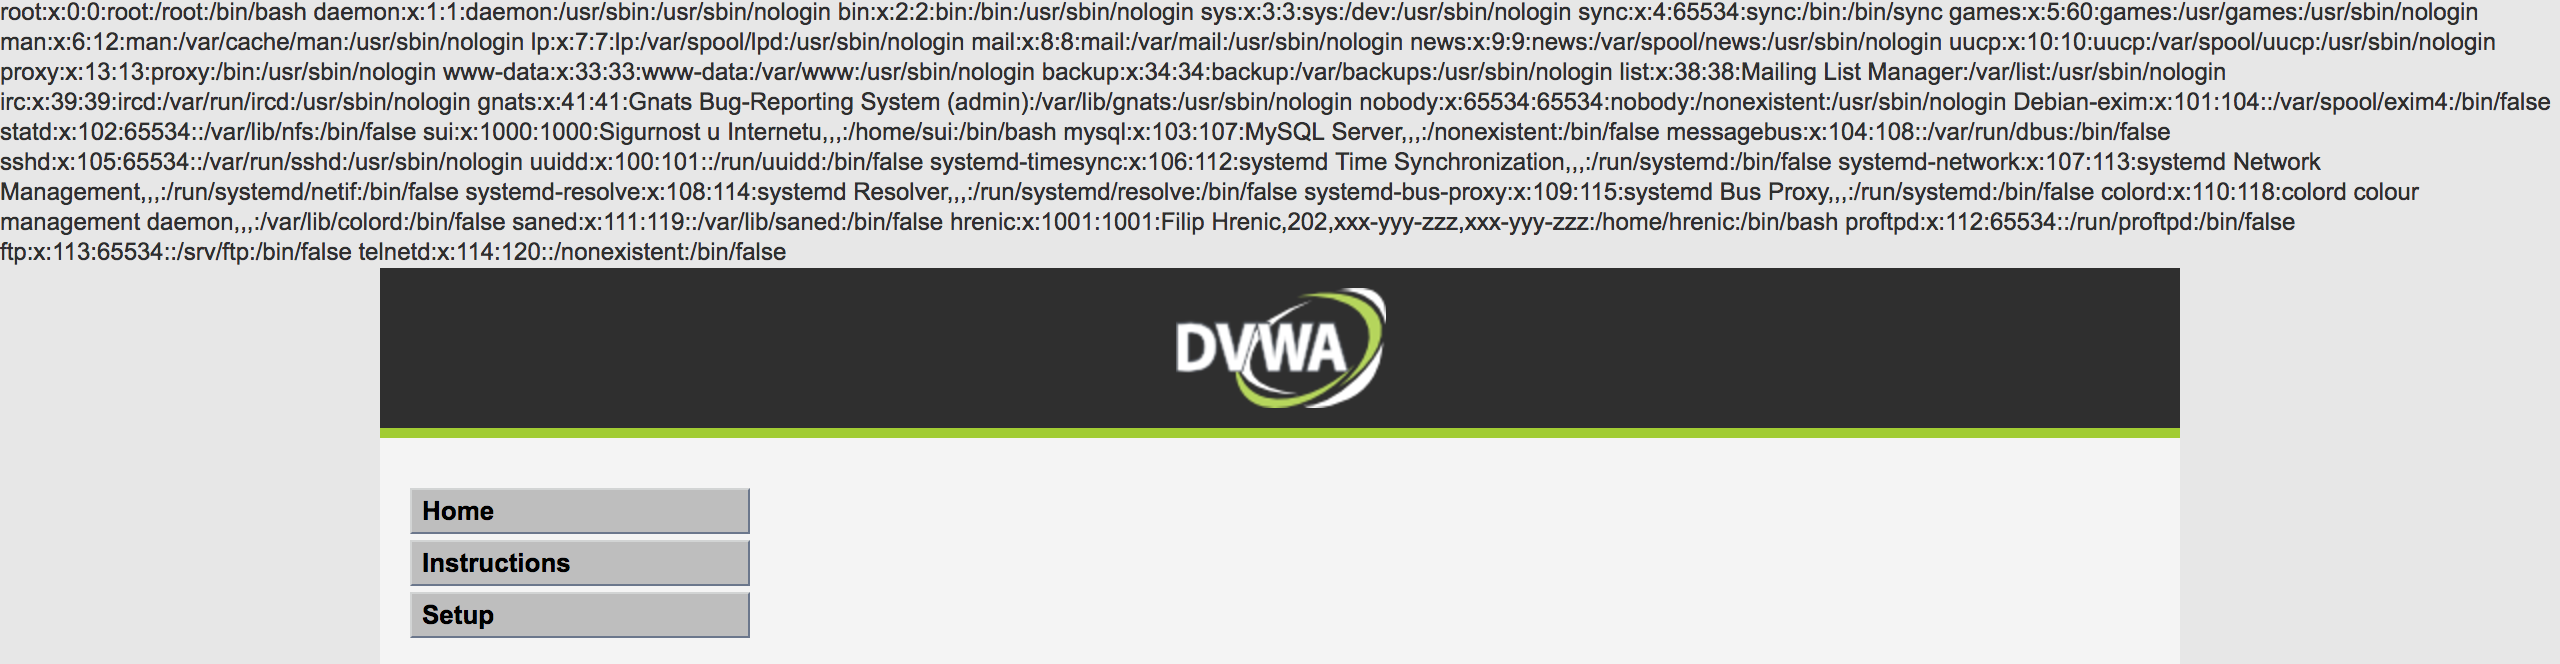 root:x:0:0:root:/root:/bin/bash daemon:x:1:1:daemon:/usr/sbin:/usr/sbin/nologin bin:x:2:2:bin:/bin:/usr/sbin/nologin sys:x:3:3:sys:/dev:/usr/sbin/nologin sync:x:4:65534:sync:/bin:/bin/sync games:x:5:60:games:/usr/games:/usr/sbin/nologin
man:x:6:12:man:/var/cache/man:/usr/sbin/nologin lp:x:7:7:lp:/var/spool/lpd:/usr/sbin/nologin mail:x:8:8:mail:/var/mail:/usr/sbin/nologin news:x:9:9:news:/var/spool/news:/usr/sbin/nologin uucp:x:10:10:uucp:/var/spool/uucp:/usr/sbin/nologin
proxy:x:13:13:proxy:/bin:/usr/sbin/nologin www-data:x:33:33:www-data:/var/www:/usr/sbin/nologin backup:x:34:34:backup:/var/backups:/usr/sbin/nologin list:x:38:38:Mailing List Manager:/var/list:/usr/sbin/nologin
irc:x:39:39:ircd:/var/run/ircd:/usr/sbin/nologin gnats:x:41:41:Gnats Bug-Reporting System (admin):/var/lib/gnats:/usr/sbin/nologin nobody:x:65534:65534:nobody:/nonexistent:/usr/sbin/nologin Debian-exim:x:101:104::/var/spool/exim4:/bin/false
statd:x:102:65534::/var/lib/nfs:/bin/false sui:x:1000:1000:Sigurnost u Internetu,,,:/home/sui:/bin/bash mysql:x:103:107:MySQL Server,,,:/nonexistent:/bin/false messagebus:x:104:108::/var/run/dbus:/bin/false
sshd:x:105:65534::/var/run/sshd:/usr/sbin/nologin uuidd:x:100:101::/run/uuidd:/bin/false systemd-timesync:x:106:112:systemd Time Synchronization,,,:/run/systemd:/bin/false systemd-network:x:107:113:systemd Network
Management,,,:/run/systemd/netif:/bin/false systemd-resolve:x:108:114:systemd Resolver,,,:/run/systemd/resolve:/bin/false systemd-bus-proxy:x:109:115:systemd Bus Proxy,,,:/run/systemd:/bin/false colord:x:110:118:colord colour
management daemon,,,:/var/lib/colord:/bin/false saned:x:111:119::/var/lib/saned:/bin/false hrenic:x:1001:1001:Filip Hrenic,202,xxx-yyy-zzz,xxx-yyy-zzz:/home/hrenic:/bin/bash proftpd:x:112:65534::/run/proftpd:/bin/false
ftp:x:113:65534::/srv/ftp:/bin/false telnetd:x:114:120::/nonexistent:/bin/false
DVWA
Home
Instructions
Setup